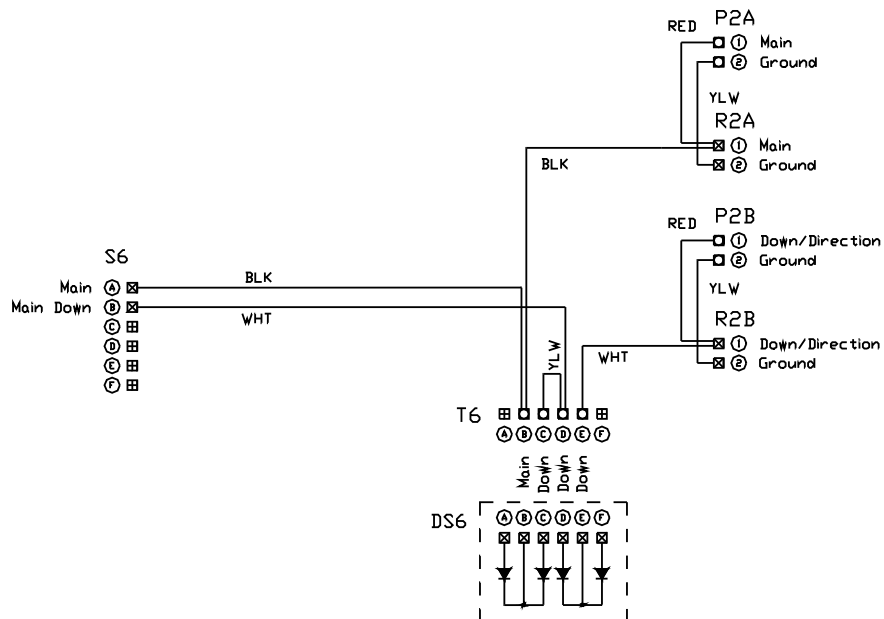 P2A
RED
1 Main
2 Ground
YLW
R2A
1 Main
2 Ground
BLK
P2B
RED
1 Down/Direction
2 Ground
YLW
R2B
1 Down/Direction
2 Ground
S6
Main A
Main Down B
C
D
E
F
BLK
WHT
YLW
WHT
T6
A B C D E F
Main
Down
Down
Down
DS6
A B C D E F